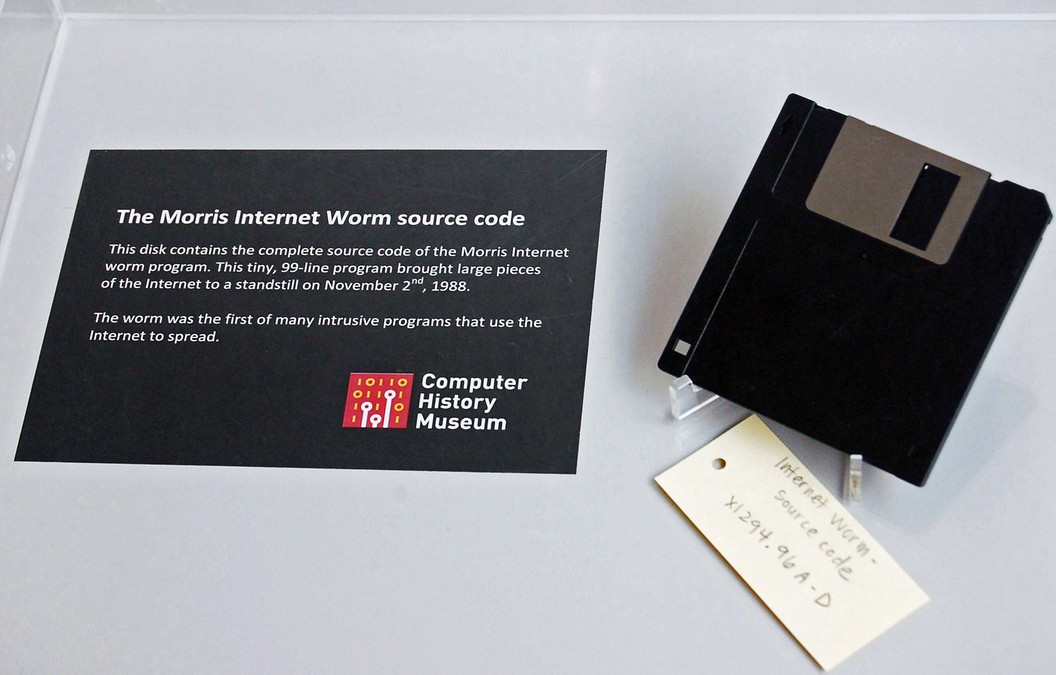 The Morris Internet Worm source code
This disk contains the complete source code of the Morris Internet
worm program. This tiny, 99-line program brought large pieces
of the Internet to a standstill on November 2nd, 1988.
The worm was the first of many intrusive programs that use the
Internet to spread.
10110
Computer
History
Museum
Internet Worm-
source code
X1294.96 A-D